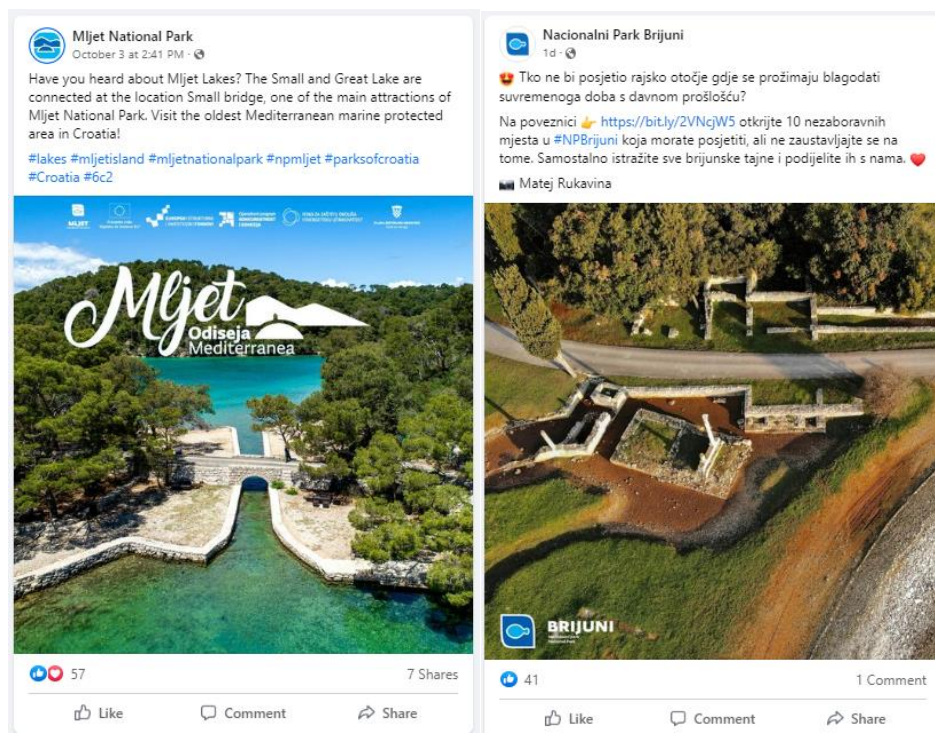 Mljet National Park
October 3 at 2:41 PM ·
Have you heard about Mljet Lakes? The Small and Great Lake are
connected at the location Small bridge, one of the main attractions of
Mljet National Park. Visit the oldest Mediterranean marine protected
area in Croatia!
#lakes #mljetisland #mljetnationalpark #npmljet #parksofcroatia
#Croatia #6c2
MLJET
Mljet
Odiseja
Mediterranea
57
7 Shares
Like Comment Share
Nacionalni Park Brijuni
1d ·
😍 Tko ne bi posjetio rajsko otočje gdje se prožimaju blagodati
suvremenoga doba s davnom prošlošću?
Na poveznici 👉 https://bit.ly/2VNcjW5 otkrijte 10 nezaboravnih
mjesta u #NPBrijuni koja morate posjetiti, ali ne zaustavljajte se na
tome. Samostalno istražite sve brijunske tajne i podijelite ih s nama. ❤️
📷 Matej Rukavina
BRIJUNI
41
1 Comment
Like Comment Share